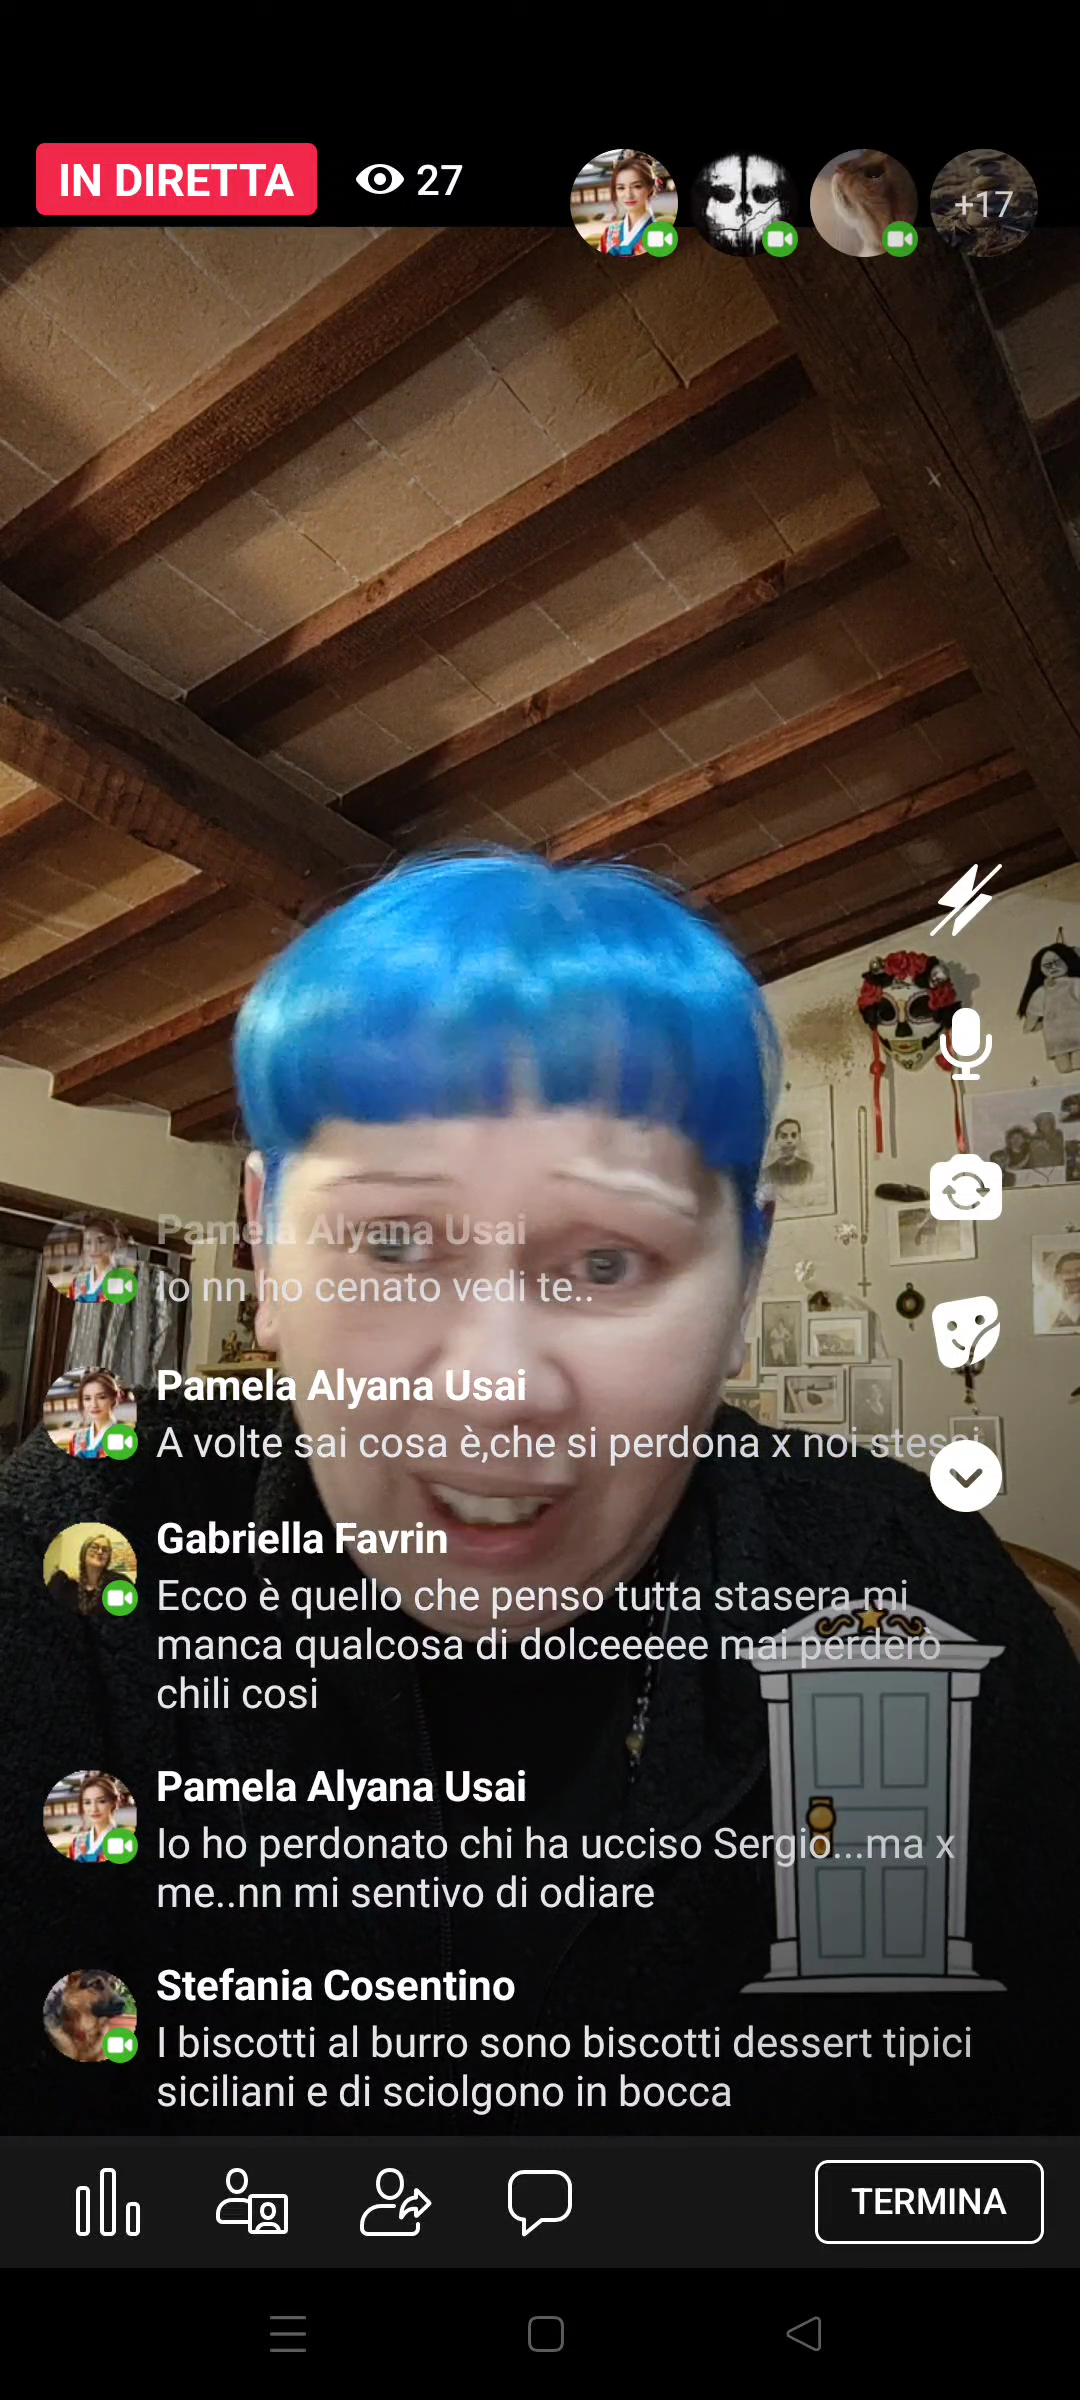 IN DIRETTA
27
+17
Pamela Alyana Usai
Io nn ho cenato vedi te..
Pamela Alyana Usai
A volte sai cosa è,che si perdona x noi stessi
Gabriella Favrin
Ecco è quello che penso tutta stasera mi
manca qualcosa di dolceeeee mai perderò
chili cosi
Pamela Alyana Usai
Io ho perdonato chi ha ucciso Sergio...ma x
me..nn mi sentivo di odiare
Stefania Cosentino
I biscotti al burro sono biscotti dessert tipici
siciliani e di sciolgono in bocca
TERMINA